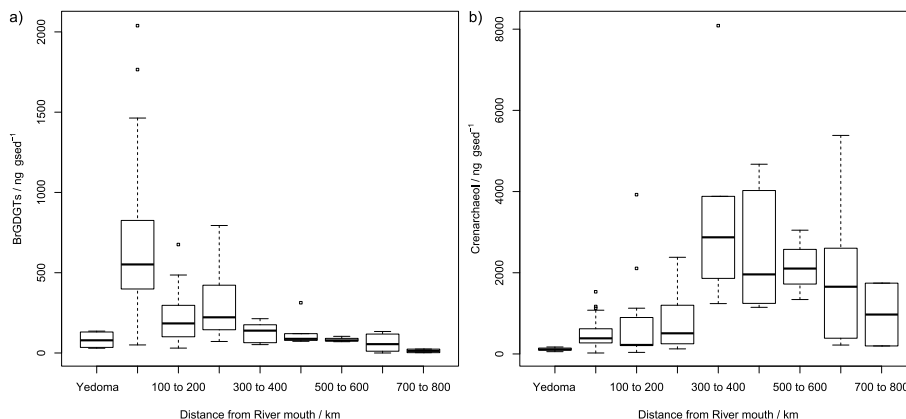 a)
BrGDGTs / ng gsed⁻¹
0
500
1000
1500
2000
Yedoma
100 to 200
300 to 400
500 to 600
700 to 800
Distance from River mouth / km
b)
Crenarchaeol / ng gsed⁻¹
0
2000
4000
6000
8000
Yedoma
100 to 200
300 to 400
500 to 600
700 to 800
Distance from River mouth / km